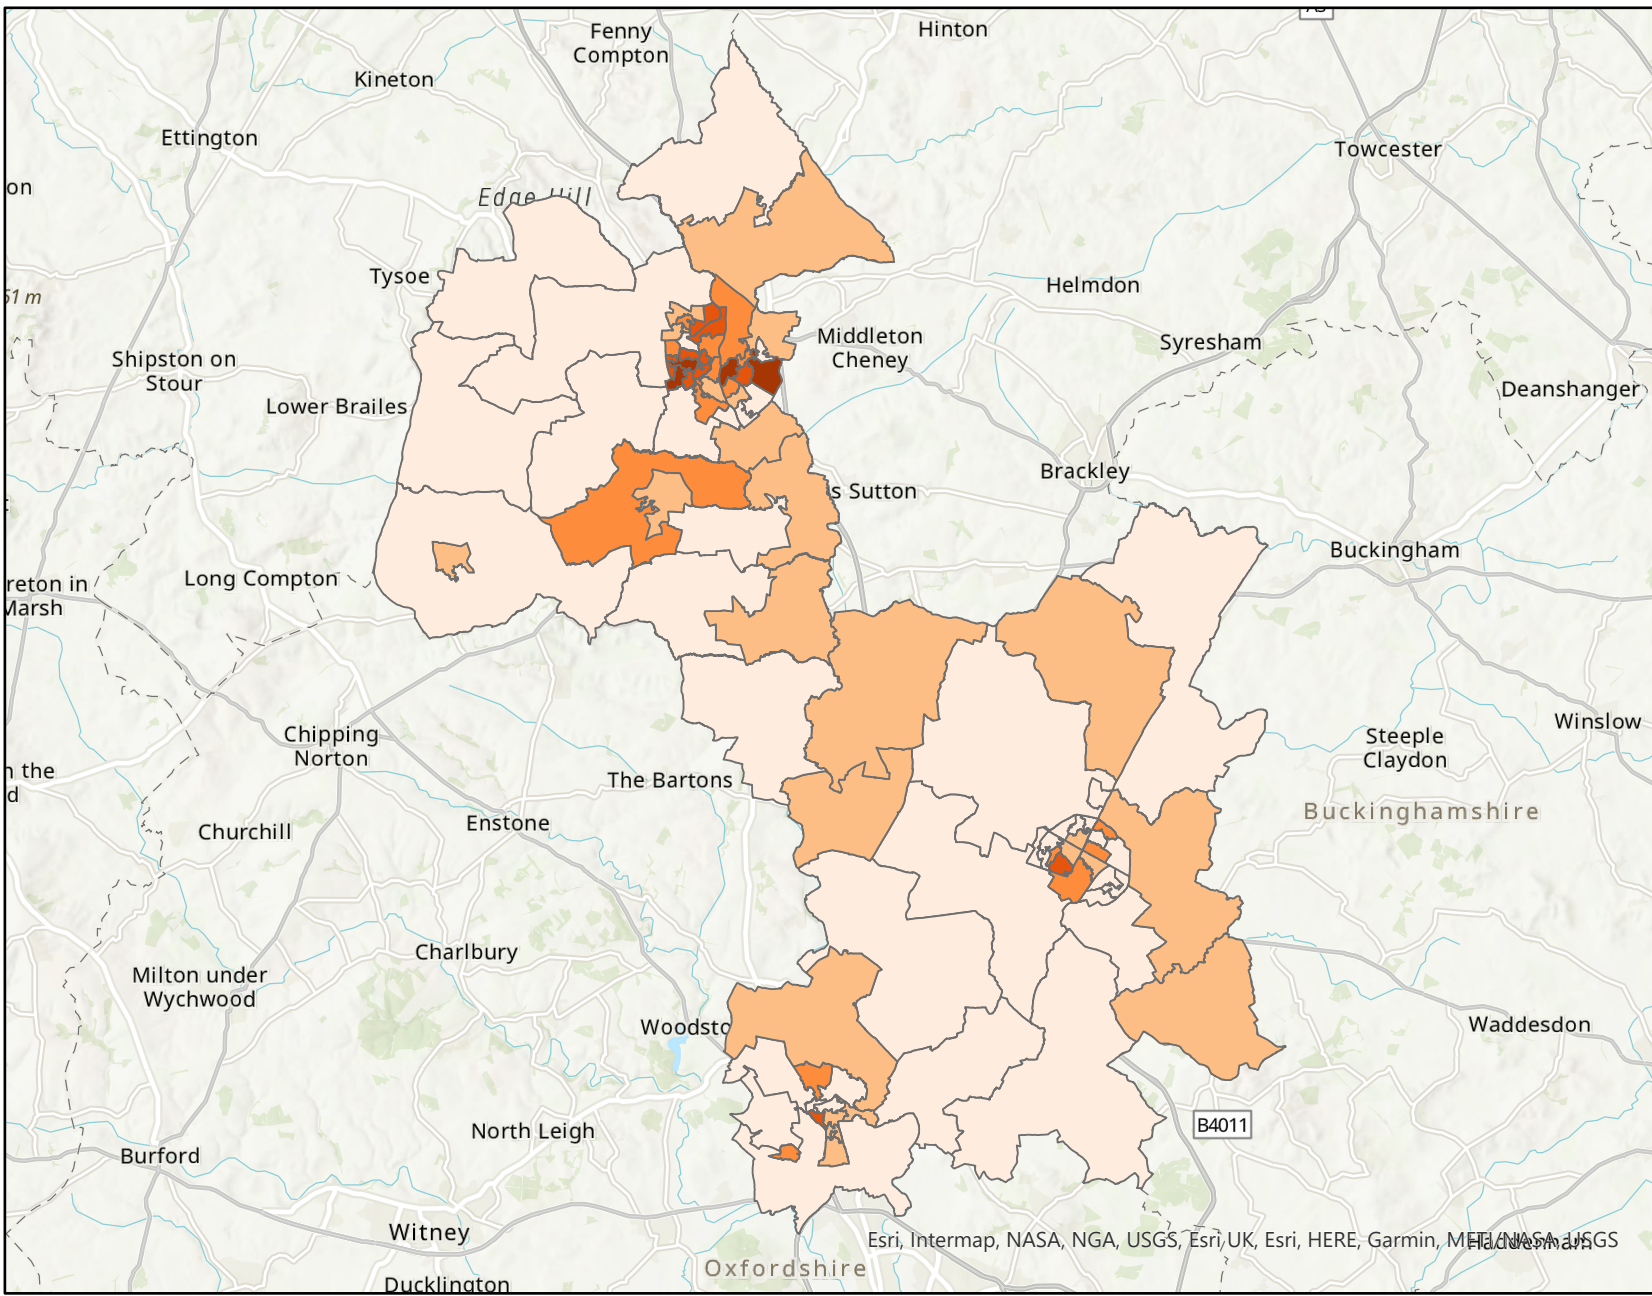 Fenny
Compton
Hinton
Kineton
Ettington
Towcester
on
Edge Hill
Tysoe
Helmdon
51 m
Middleton
Cheney
Syresham
Shipston on
Stour
Deanshanger
Lower Brailes
Brackley
s Sutton
Buckingham
Long Compton
reton in
Marsh
Winslow
Chipping
Norton
Steeple
Claydon
n the
d
The Bartons
Buckinghamshire
Churchill
Enstone
Charlbury
Milton under
Wychwood
Woodsto
Waddesdon
North Leigh
B4011
Burford
Witney
Esri, Intermap, NASA, NGA, USGS, Esri UK, Esri, HERE, Garmin, METI/NASA, USGS
Haddenham
Oxfordshire
Ducklington